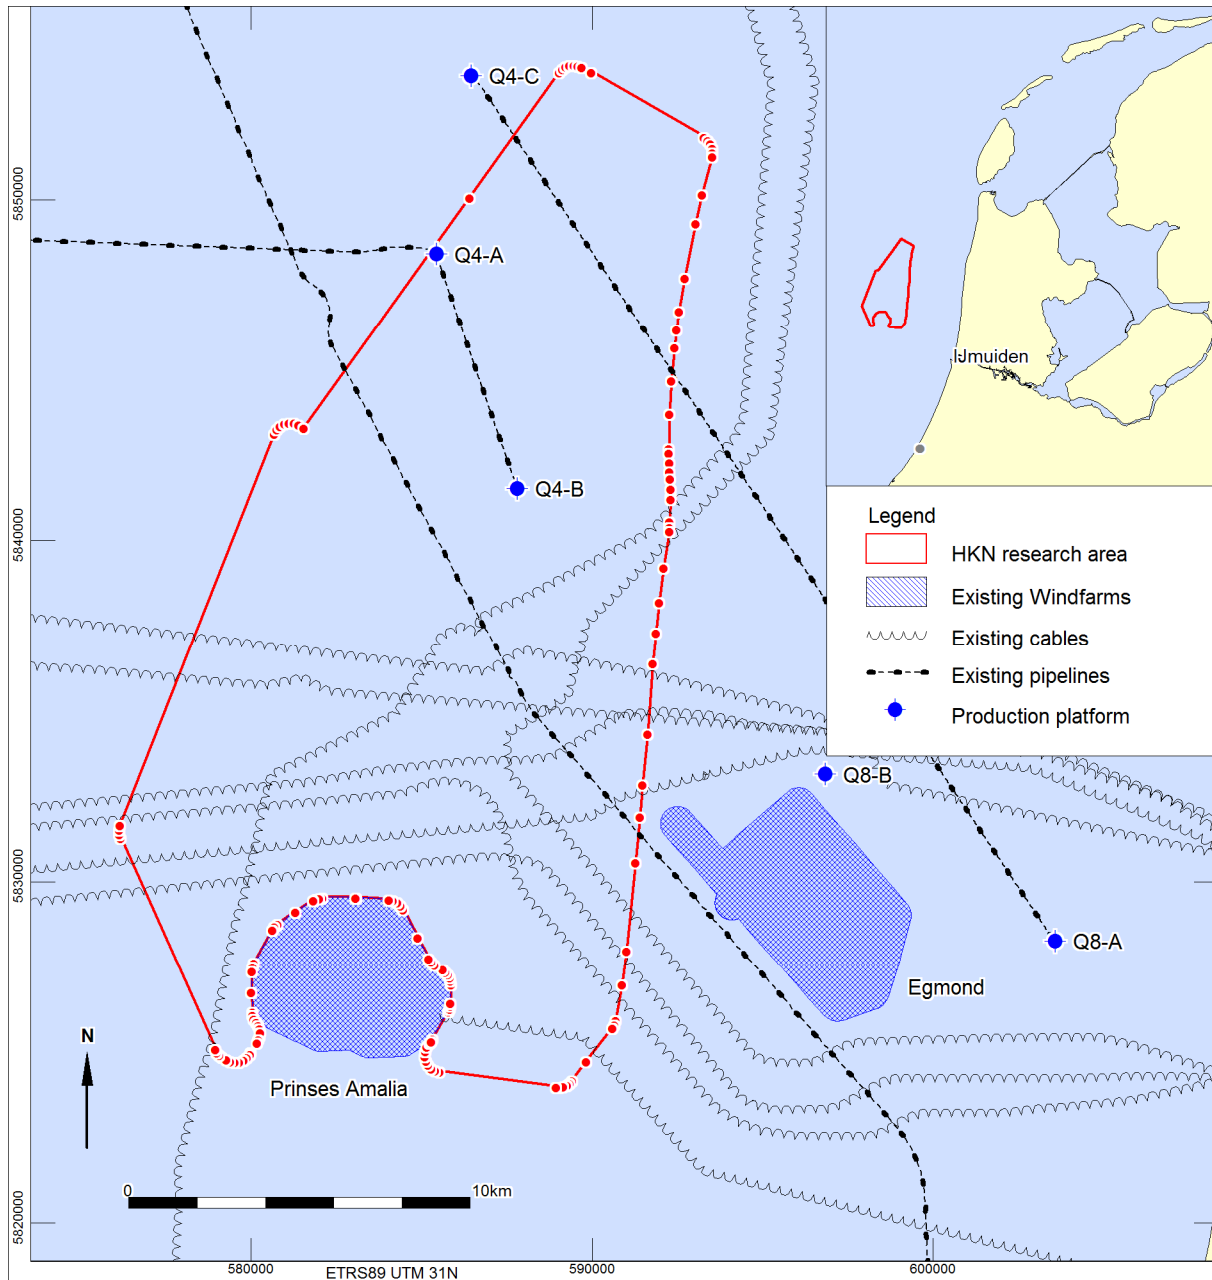 Q4-C
Q4-A
Q4-B
IJmuiden
Legend
HKN research area
Existing Windfarms
Existing cables
Existing pipelines
Production platform
Q8-B
Q8-A
Egmond
Prinses Amalia
N
0
10km
5850000
5840000
5830000
5820000
580000
590000
600000
ETRS89 UTM 31N